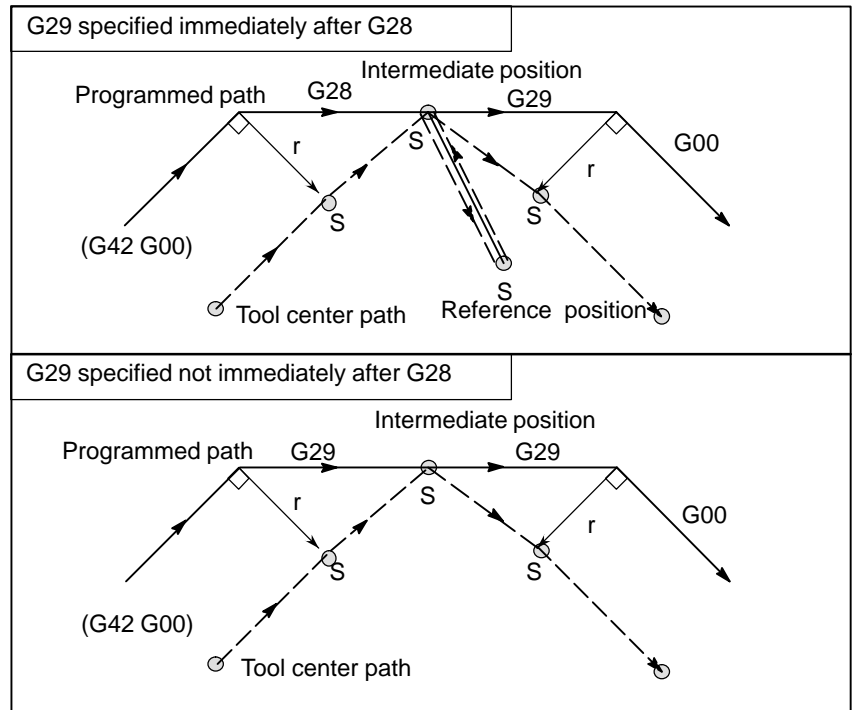 G29 specified immediately after G28
Intermediate position
Programmed path
G28
G29
S
G00
r
r
S
S
(G42 G00)
S
Tool center path
Reference position
G29 specified not immediately after G28
Intermediate position
Programmed path
G29
G29
S
r
G00
r
S
S
(G42 G00)
Tool center path